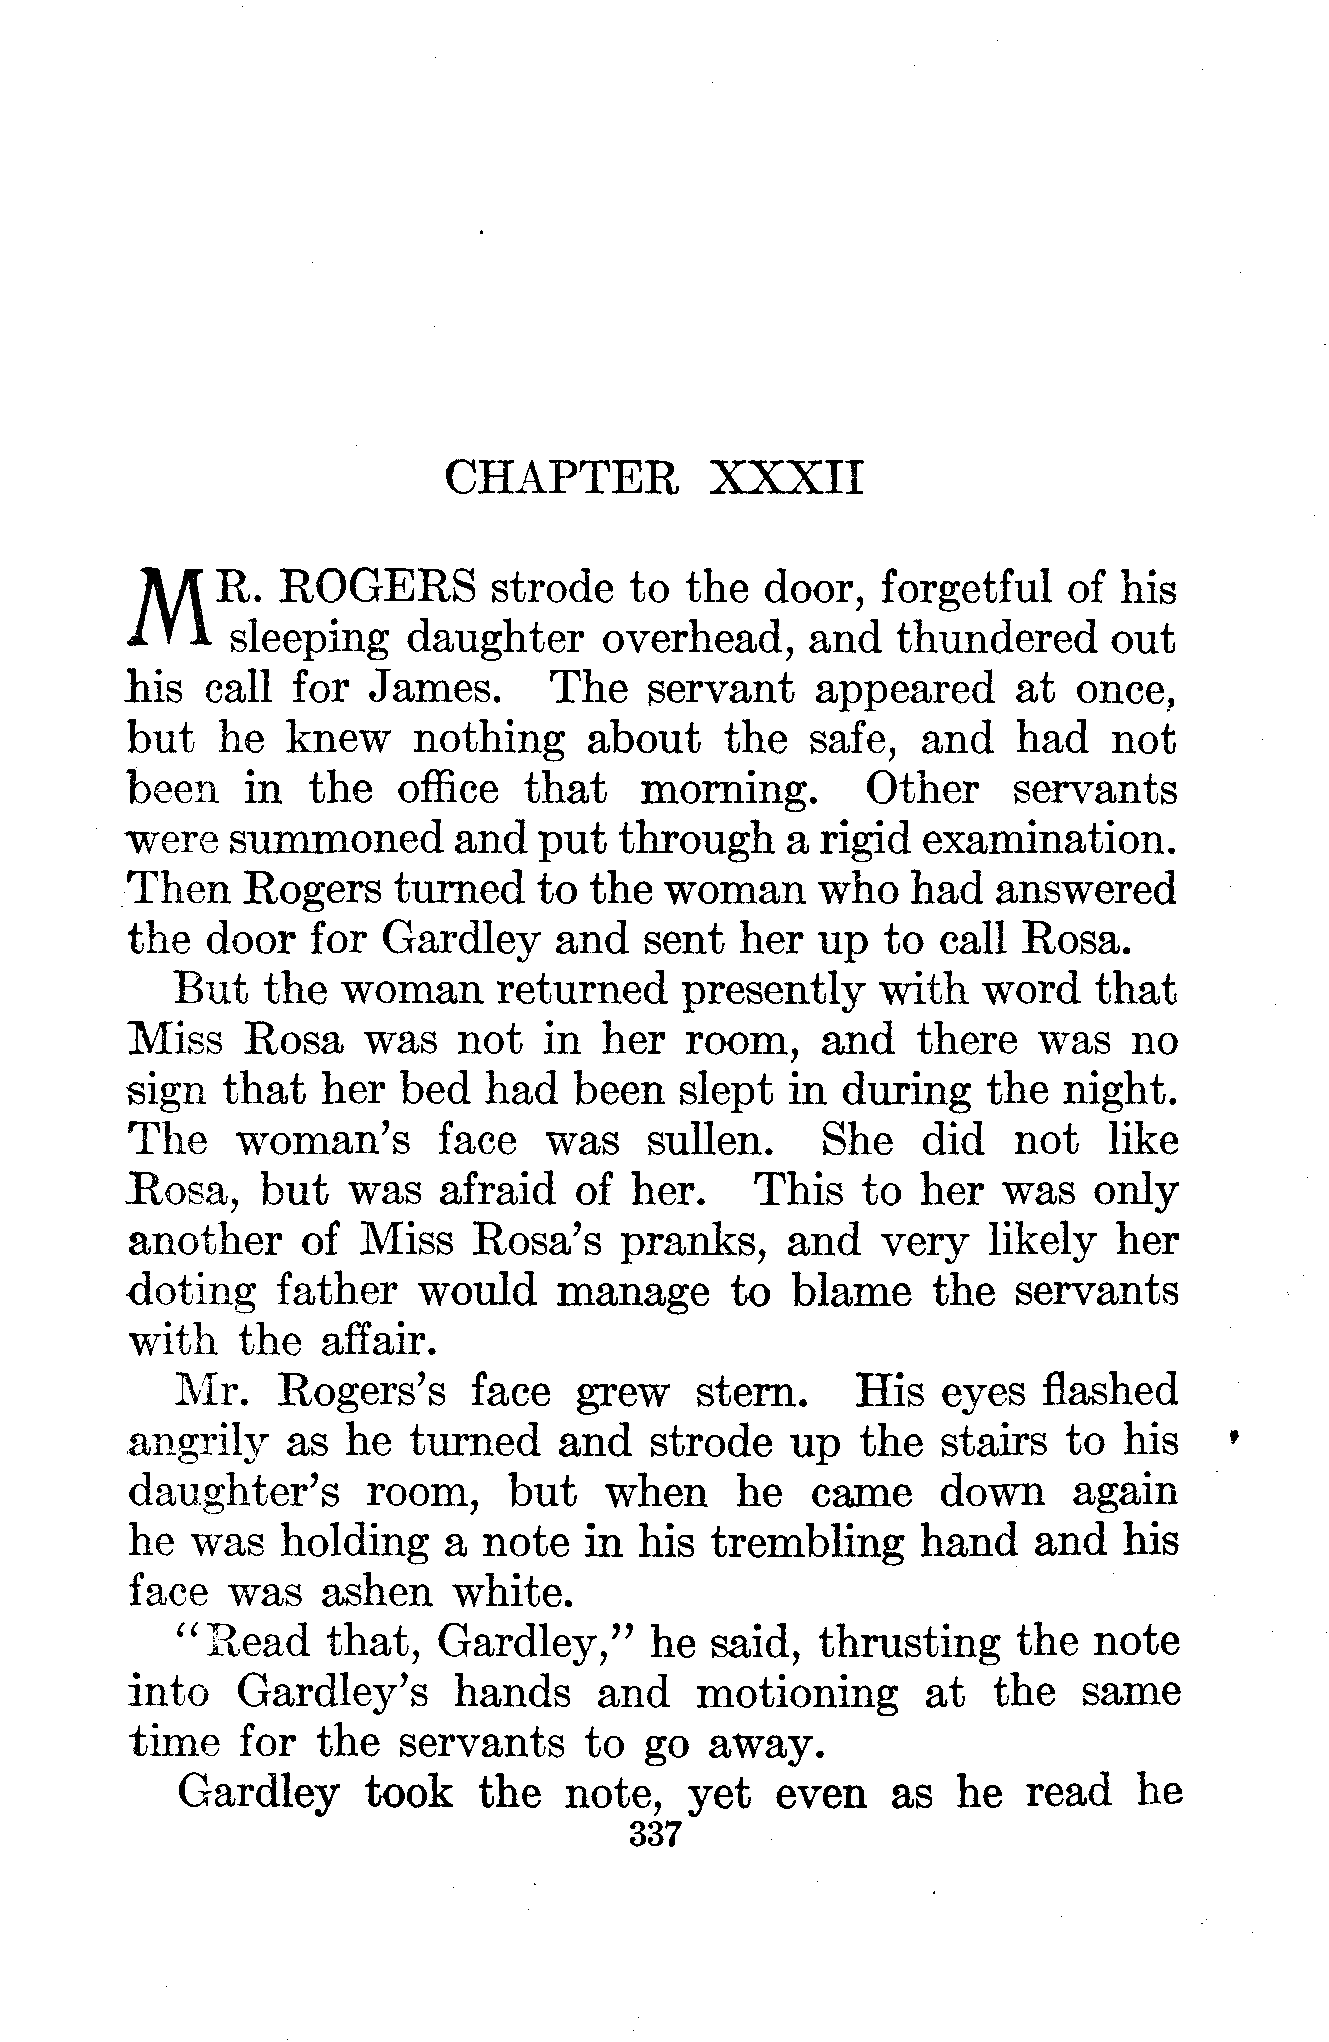 CHAPTER XXXII
MR. ROGERS strode to the door, forgetful of his
sleeping daughter overhead, and thundered out
his call for James. The servant appeared at once,
but he knew nothing about the safe, and had not
been in the office that morning. Other servants
were summoned and put through a rigid examination.
Then Rogers turned to the woman who had answered
the door for Gardley and sent her up to call Rosa.
But the woman returned presently with word that
Miss Rosa was not in her room, and there was no
sign that her bed had been slept in during the night.
The woman's face was sullen. She did not like
Rosa, but was afraid of her. This to her was only
another of Miss Rosa's pranks, and very likely her
doting father would manage to blame the servants
with the affair.
Mr. Rogers's face grew stern. His eyes flashed
angrily as he turned and strode up the stairs to his
daughter's room, but when he came down again
he was holding a note in his trembling hand and his
face was ashen white.
"Read that, Gardley," he said, thrusting the note
into Gardley's hands and motioning at the same
time for the servants to go away.
Gardley took the note, yet even as he read he
337